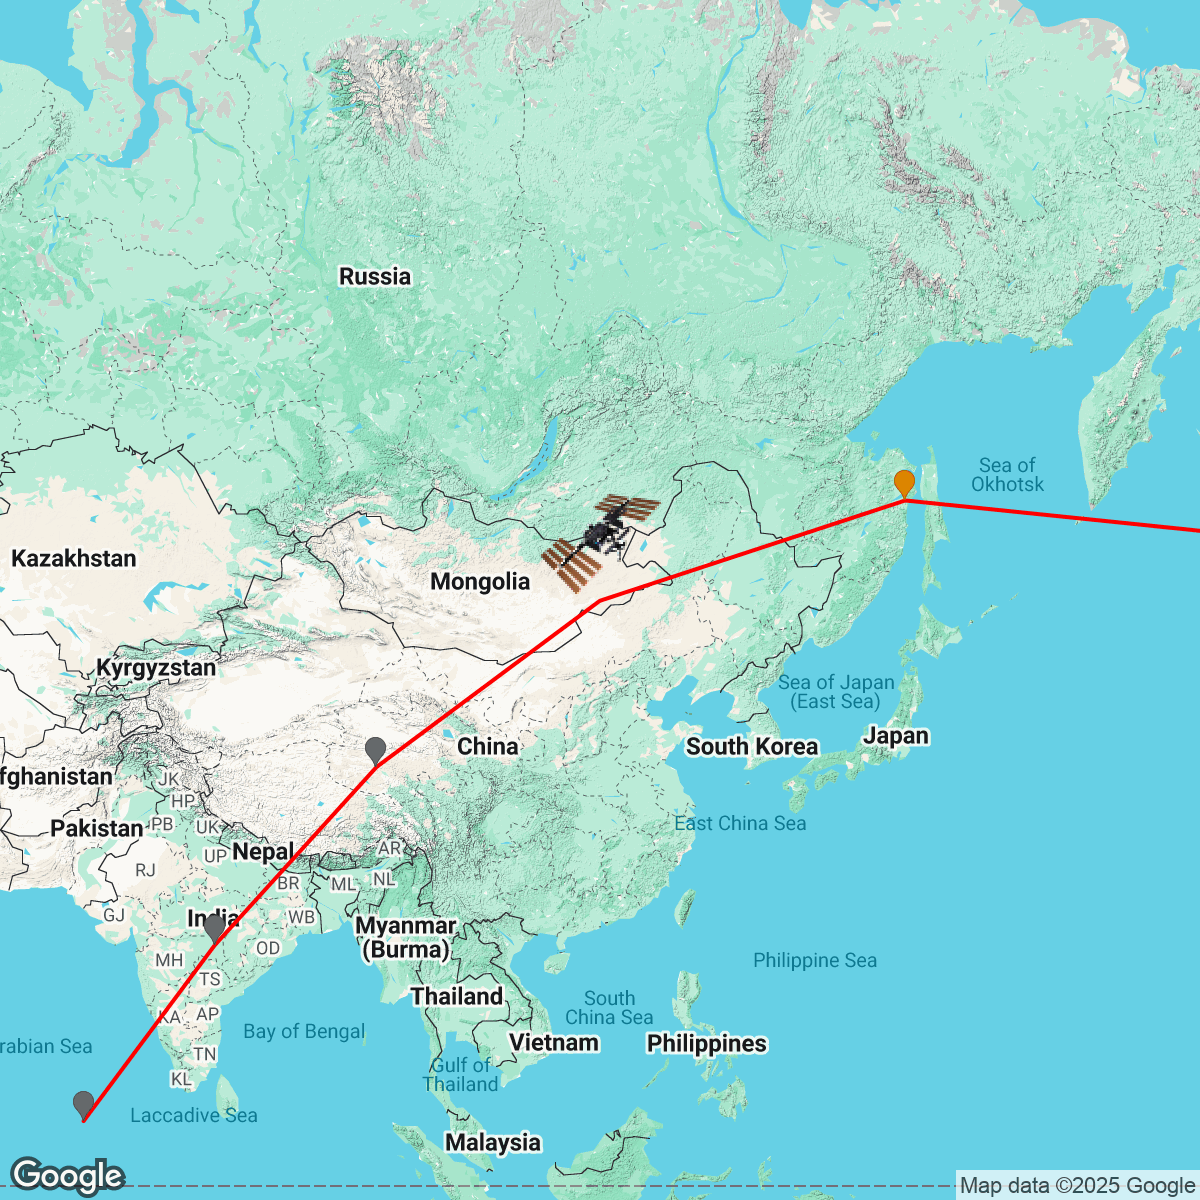 Russia
Sea of
Okhotsk
Kazakhstan
Mongolia
Kyrgyzstan
Sea of Japan
(East Sea)
Japan
China
South Korea
fghanistan
JK
HP
Pakistan
PB
UK
East China Sea
UP
Nepal
AR
RJ
BR
ML
NL
GJ
India
WB
Myanmar
(Burma)
OD
MH
Philippine Sea
TS
Thailand
South
China Sea
KA
AP
Bay of Bengal
Vietnam
Philippines
rabian Sea
TN
Gulf of
Thailand
KL
Laccadive Sea
Malaysia
Google
Map data ©2025 Google